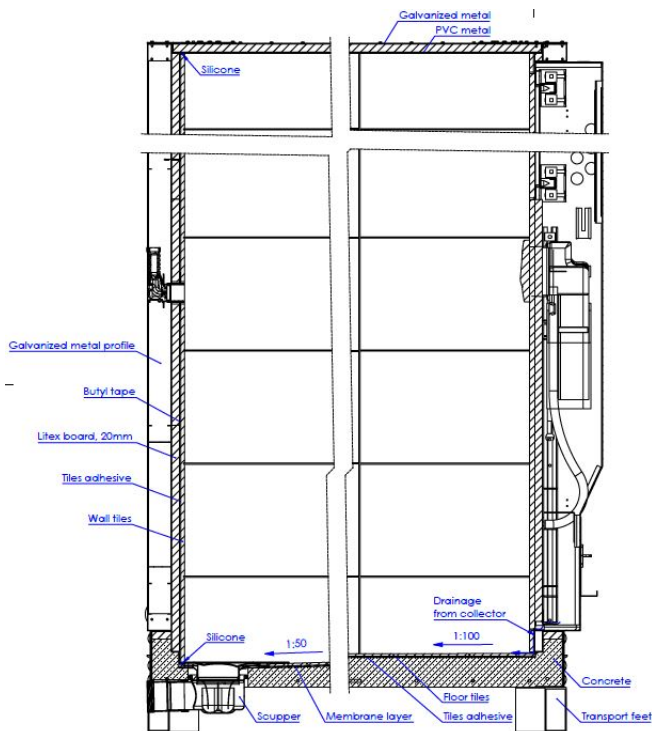 Galvanized metal
PVC metal
Silicone
Galvanized metal profile
Butyl tape
Litex board, 20mm
Tiles adhesive
Wall tiles
Drainage
from collector
Silicone
1:50
1:100
Concrete
Floor tiles
Scupper
Membrane layer
Tiles adhesive
Transport feet